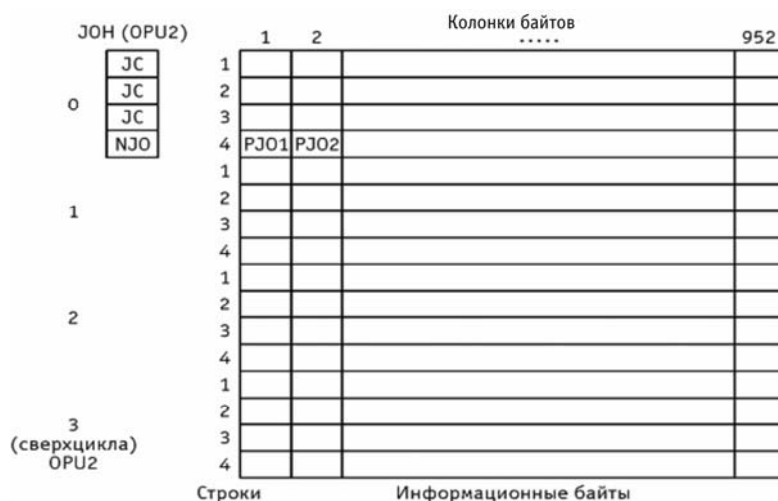 Колонки байтов
JOH (OPU2) 1 2 ..... 952
JC 1
JC 2
0
JC 3
NJO 4 PJO1 PJO2
1
2
1
3
4
1
2
2
3
4
1
2
3
(сверхцикла) 3
OPU2 4
Строки Информационные байты